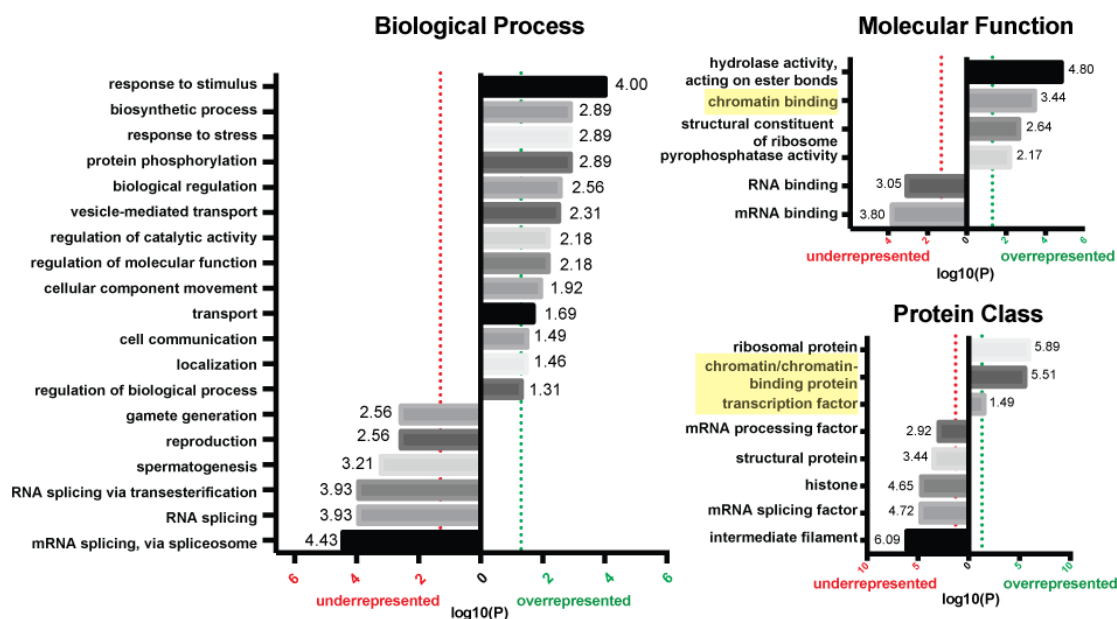 Biological Process
response to stimulus
4.00
biosynthetic process
2.89
response to stress
2.89
protein phosphorylation
2.89
biological regulation
2.56
vesicle-mediated transport
2.31
regulation of catalytic activity
2.18
regulation of molecular function
2.18
cellular component movement
1.92
transport
1.69
cell communication
1.49
localization
1.46
regulation of biological process
1.31
gamete generation
2.56
reproduction
2.56
spermatogenesis
3.21
RNA splicing via transesterification
3.93
RNA splicing
3.93
mRNA splicing, via spliceosome
4.43
6 4 2 0 2 4 6
underrepresented overrepresented
log10(P)
Molecular Function
hydrolase activity,
acting on ester bonds
4.80
chromatin binding
3.44
structural constituent
of ribosome
2.64
pyrophosphatase activity
2.17
RNA binding
3.05
mRNA binding
3.80
4 2 0 2 4 6
underrepresented overrepresented
log10(P)
Protein Class
ribosomal protein
5.89
chromatin/chromatin-
binding protein
5.51
transcription factor
1.49
mRNA processing factor
2.92
structural protein
3.44
histone
4.65
mRNA splicing factor
4.72
intermediate filament
6.09
10 5 0 5 10
underrepresented overrepresented
log10(P)